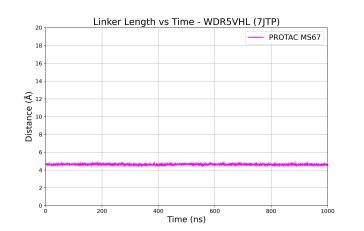 Linker Length vs Time - WDR5VHL (7JTP)
PROTAC MS67
Distance (Å)
20
18
16
14
12
10
8
6
4
2
0
0 200 400 600 800 1000
Time (ns)